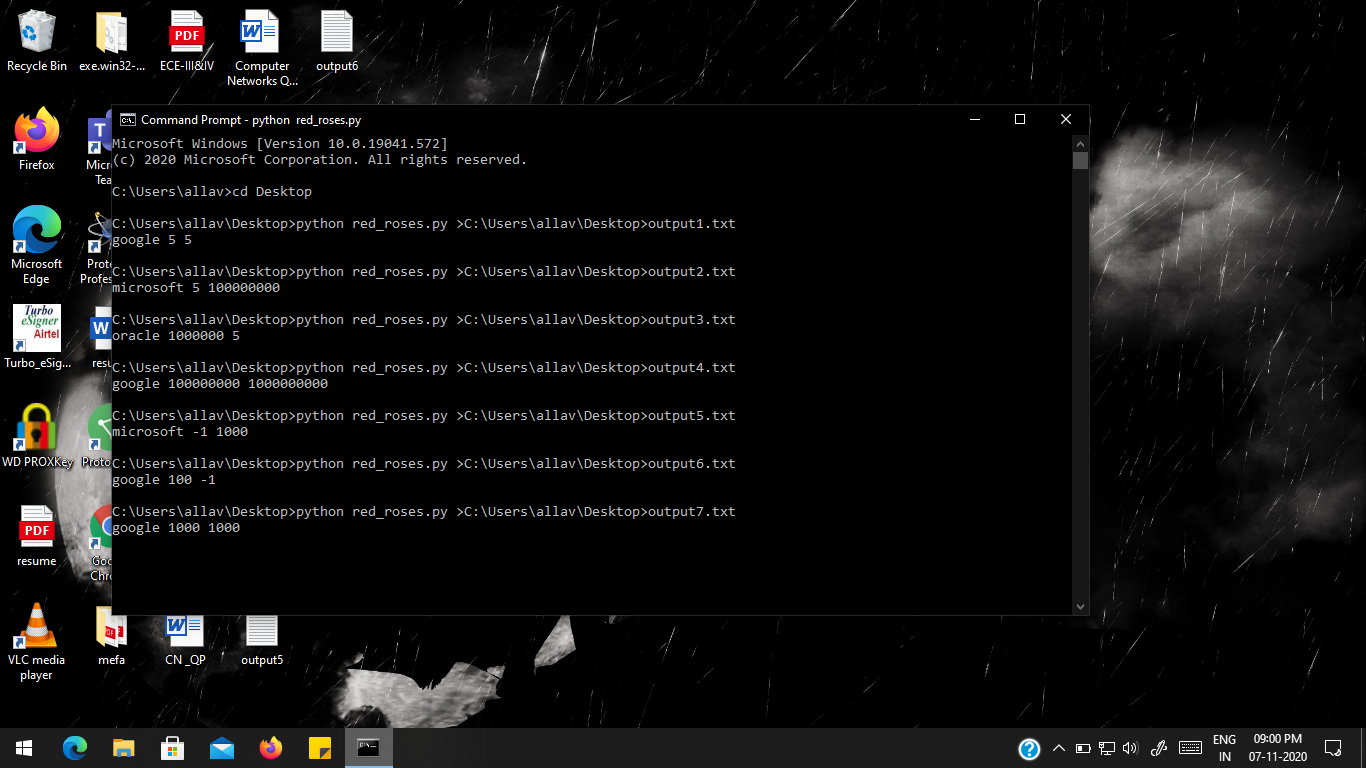 Recycle Bin
exe.win32-...
PDF
ECE-III&IV
W
Computer
Networks Q...
output6
Firefox
T
Micr
Tea
Microsoft
Edge
Prote
Profes
Turbo
eSigner
Airtel
Turbo_eSig...
W
resu
WD PROXKey
Proto
PDF
resume
Goo
Chro
VLC media
player
PDF
mefa
W
CN _QP
output5
Command Prompt - python  red_roses.py
Microsoft Windows [Version 10.0.19041.572]
(c) 2020 Microsoft Corporation. All rights reserved.
C:\Users\allav>cd Desktop
C:\Users\allav\Desktop>python red_roses.py >C:\Users\allav\Desktop>output1.txt
google 5 5
C:\Users\allav\Desktop>python red_roses.py >C:\Users\allav\Desktop>output2.txt
microsoft 5 100000000
C:\Users\allav\Desktop>python red_roses.py >C:\Users\allav\Desktop>output3.txt
oracle 1000000 5
C:\Users\allav\Desktop>python red_roses.py >C:\Users\allav\Desktop>output4.txt
google 100000000 1000000000
C:\Users\allav\Desktop>python red_roses.py >C:\Users\allav\Desktop>output5.txt
microsoft -1 1000
C:\Users\allav\Desktop>python red_roses.py >C:\Users\allav\Desktop>output6.txt
google 100 -1
C:\Users\allav\Desktop>python red_roses.py >C:\Users\allav\Desktop>output7.txt
google 1000 1000
ENG
IN
09:00 PM
07-11-2020